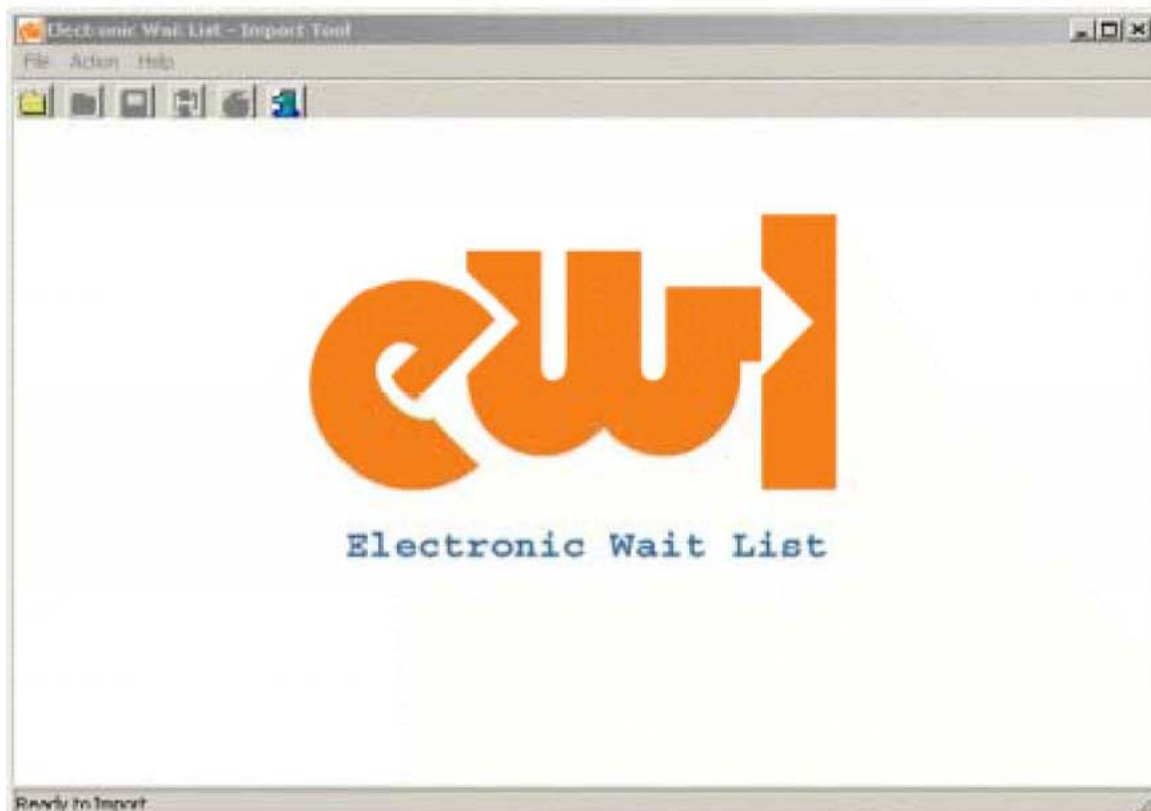 Electronic Wait List - Import Tool
File Action Help
ewl
Electronic Wait List
Ready to Import